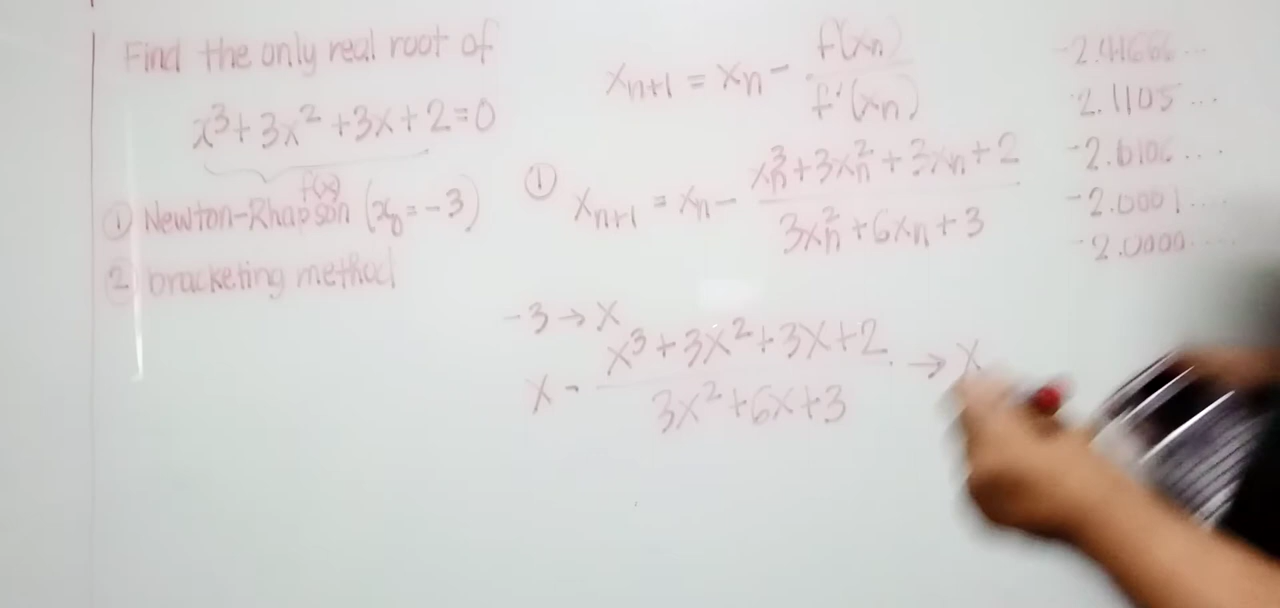 Find the only real root of
x³+3x²+3x+2=0
f(x)
① Newton-Rhapson (x₀=-3)
② bracketing method
xₙ₊₁ = xₙ - f(xₙ) / f'(xₙ)
① xₙ₊₁ = xₙ - (xₙ³+3xₙ²+3xₙ+2) / (3xₙ²+6xₙ+3)
-3→X
X - (X³+3X²+3X+2) / (3X²+6X+3) → X
-2.41666...
-2.1105...
-2.0106...
-2.0001....
-2.0000....